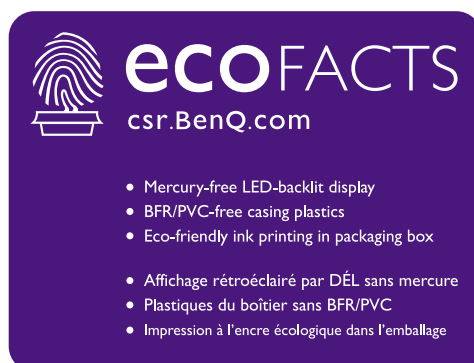 ecoFACTS
csr.BenQ.com
• Mercury-free LED-backlit display
• BFR/PVC-free casing plastics
• Eco-friendly ink printing in packaging box
• Affichage rétroéclairé par DÉL sans mercure
• Plastiques du boîtier sans BFR/PVC
• Impression à l'encre écologique dans l'emballage